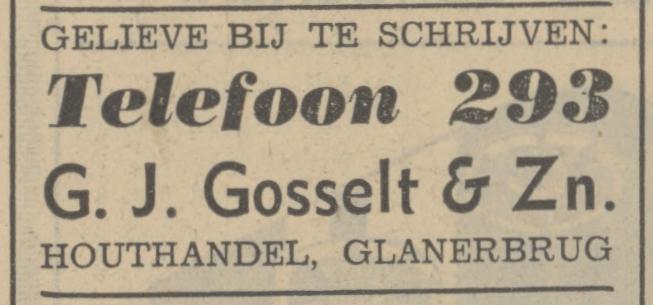 GELIEVE BIJ TE SCHRIJVEN:
Telefoon 293
G. J. Gosselt & Zn.
HOUTHANDEL, GLANERBRUG